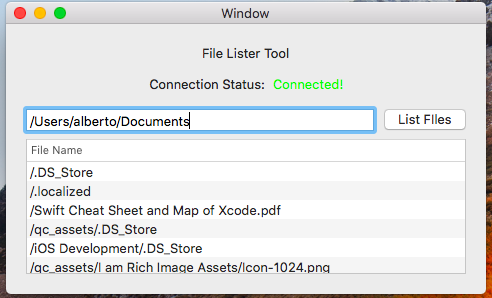 Window
File Lister Tool
Connection Status: Connected!
/Users/alberto/Documents
List FIles
File Name
/.DS_Store
/.localized
/Swift Cheat Sheet and Map of Xcode.pdf
/qc_assets/.DS_Store
/iOS Development/.DS_Store
/qc_assets/I am Rich Image Assets/Icon-1024.png